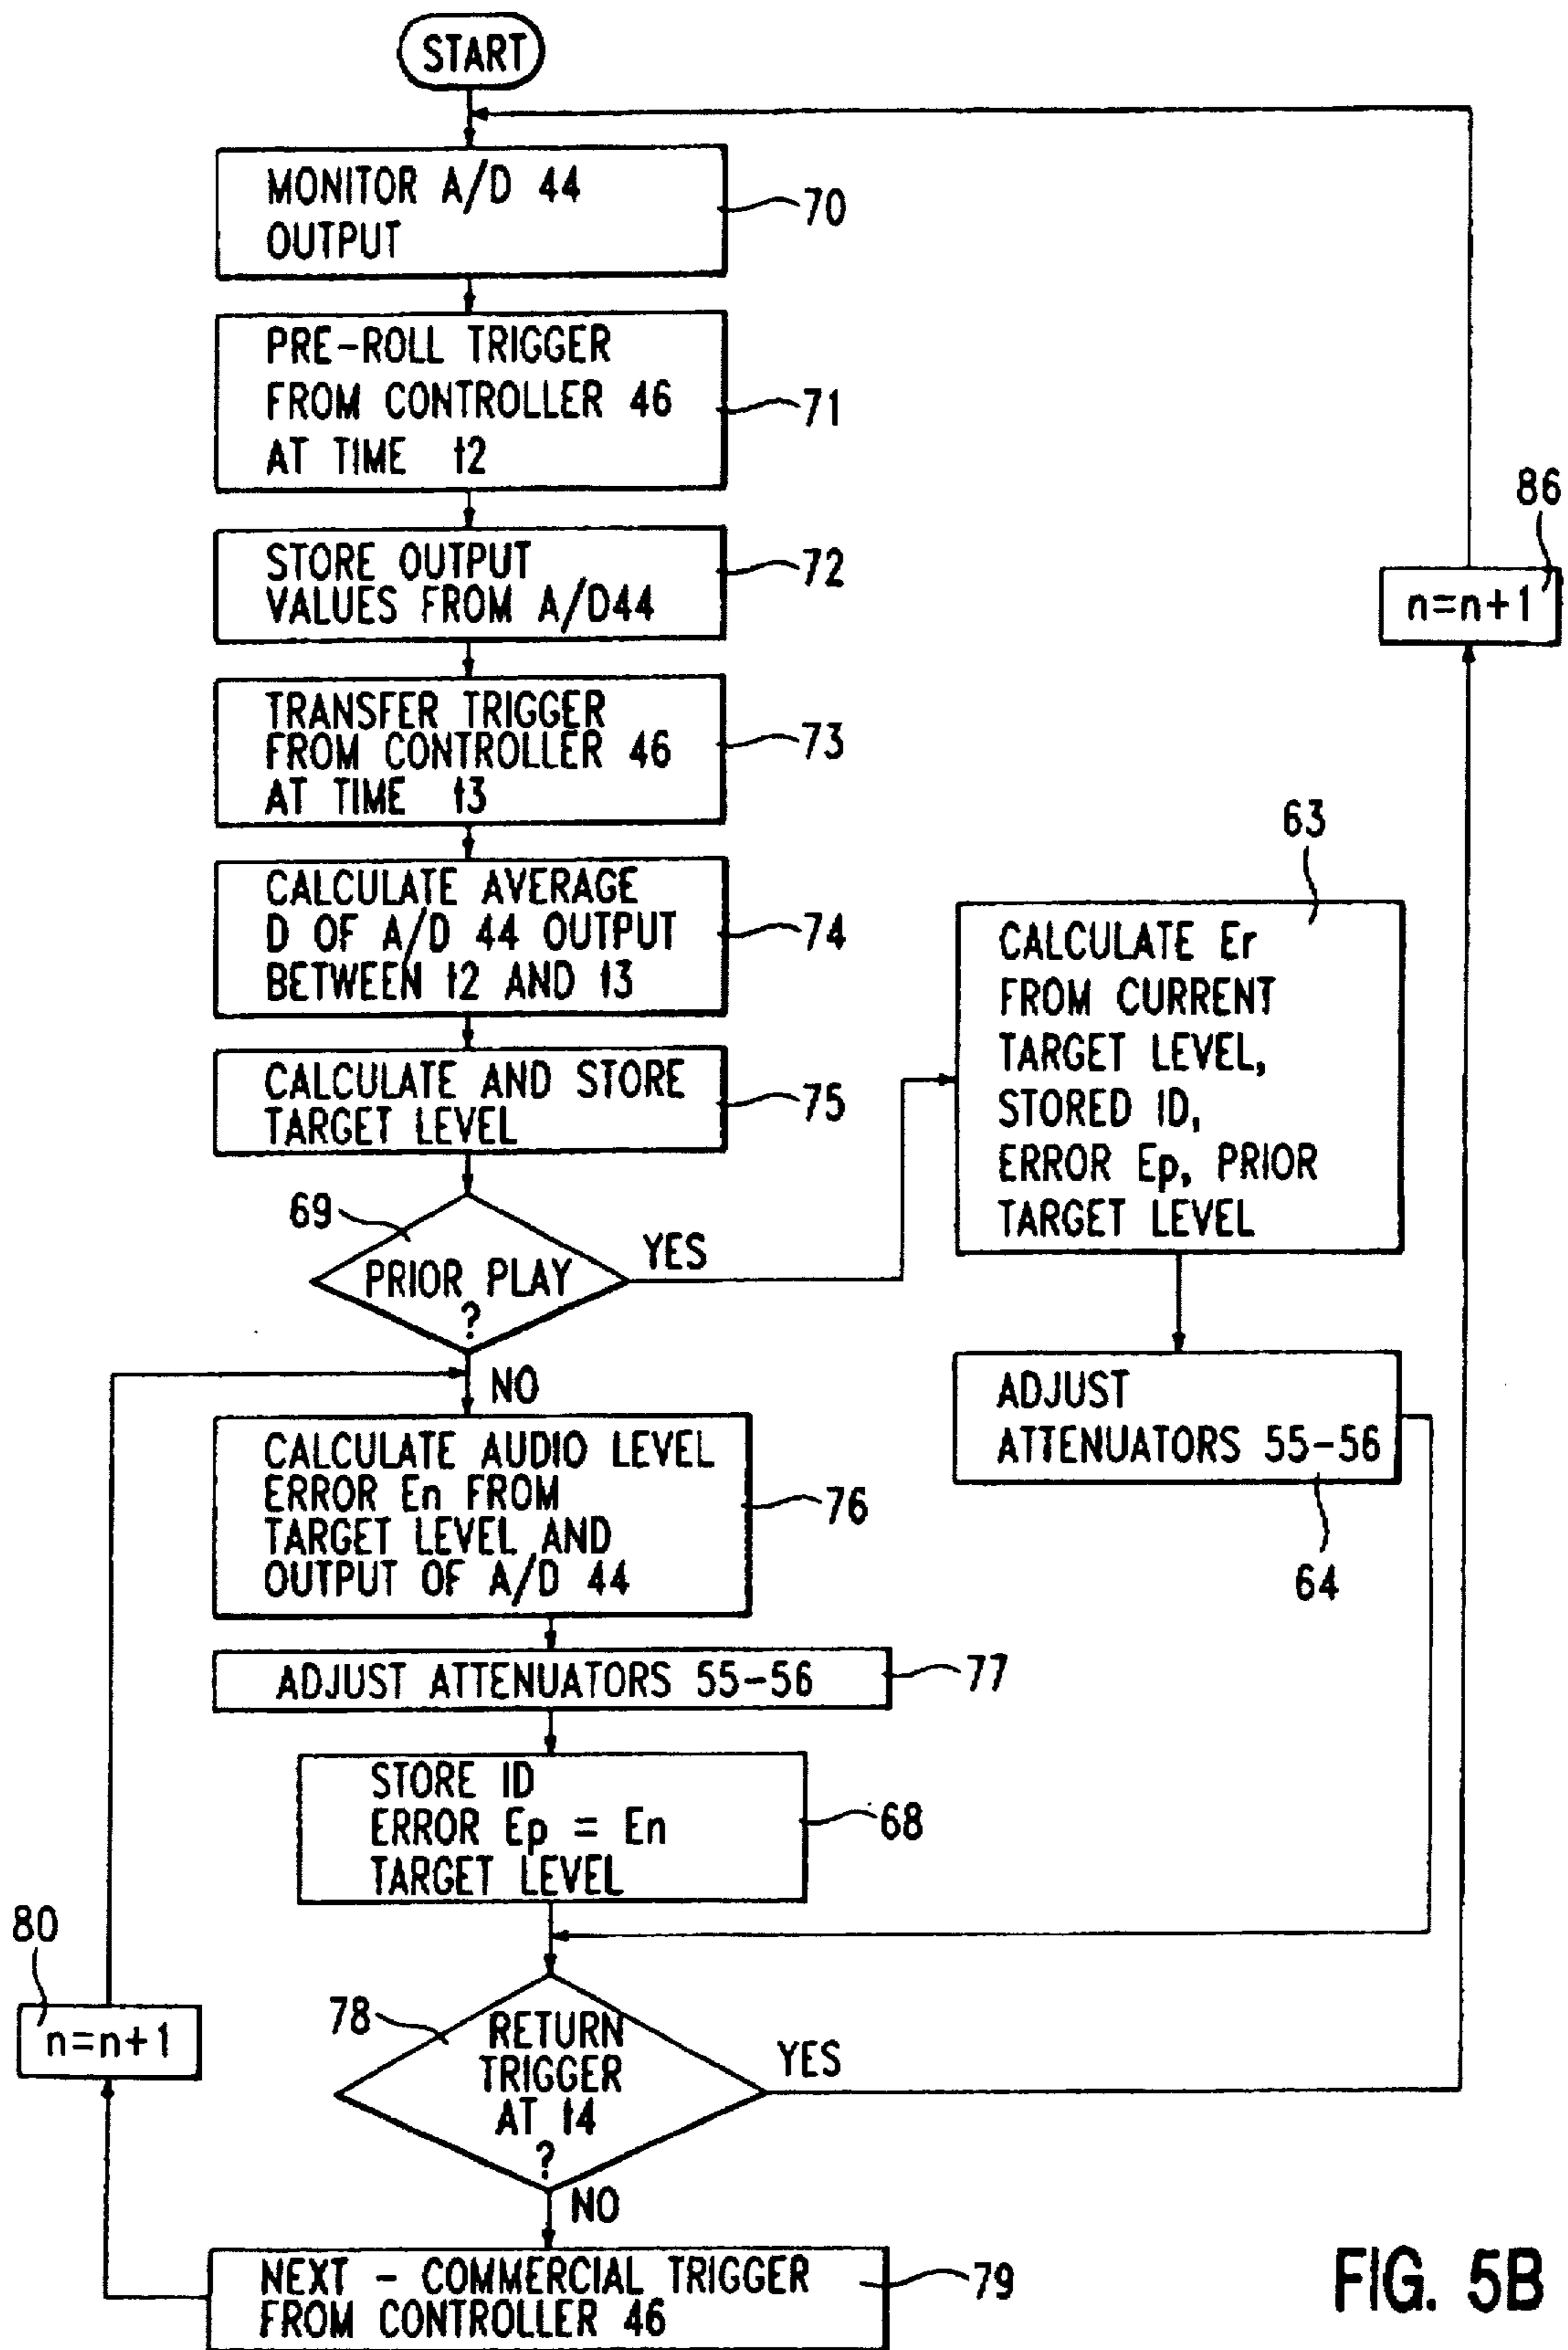 START
MONITOR A/D 44
OUTPUT
70
PRE-ROLL TRIGGER
FROM CONTROLLER 46
AT TIME t2
71
STORE OUTPUT
VALUES FROM A/D44
72
TRANSFER TRIGGER
FROM CONTROLLER 46
AT TIME t3
73
CALCULATE AVERAGE
D OF A/D 44 OUTPUT
BETWEEN t2 AND t3
74
CALCULATE AND STORE
TARGET LEVEL
75
69
PRIOR PLAY
?
YES
NO
63
CALCULATE Er
FROM CURRENT
TARGET LEVEL,
STORED ID,
ERROR Ep, PRIOR
TARGET LEVEL
ADJUST
ATTENUATORS 55-56
64
86
n=n+1
CALCULATE AUDIO LEVEL
ERROR En FROM
TARGET LEVEL AND
OUTPUT OF A/D 44
76
ADJUST ATTENUATORS 55-56
77
STORE ID
ERROR Ep = En
TARGET LEVEL
68
80
n=n+1
78
RETURN
TRIGGER
AT t4
?
YES
NO
NEXT - COMMERCIAL TRIGGER
FROM CONTROLLER 46
79
FIG. 5B